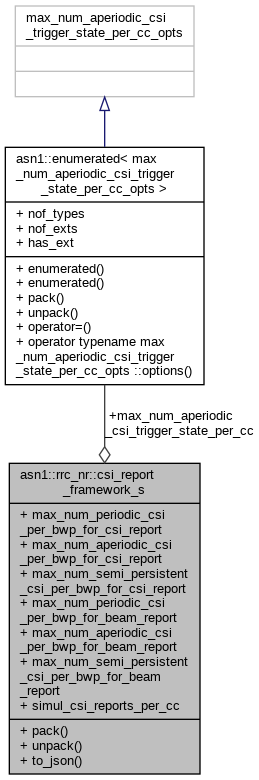 max_num_aperiodic_csi
_trigger_state_per_cc_opts
asn1::enumerated< max
_num_aperiodic_csi_trigger
_state_per_cc_opts >
+ nof_types
+ nof_exts
+ has_ext
+ enumerated()
+ enumerated()
+ pack()
+ unpack()
+ operator=()
+ operator typename max
_num_aperiodic_csi_trigger
_state_per_cc_opts ::options()
+max_num_aperiodic
_csi_trigger_state_per_cc
asn1::rrc_nr::csi_report
_framework_s
+ max_num_periodic_csi
_per_bwp_for_csi_report
+ max_num_aperiodic_csi
_per_bwp_for_csi_report
+ max_num_semi_persistent
_csi_per_bwp_for_csi_report
+ max_num_periodic_csi
_per_bwp_for_beam_report
+ max_num_aperiodic_csi
_per_bwp_for_beam_report
+ max_num_semi_persistent
_csi_per_bwp_for_beam
_report
+ simul_csi_reports_per_cc
+ pack()
+ unpack()
+ to_json()